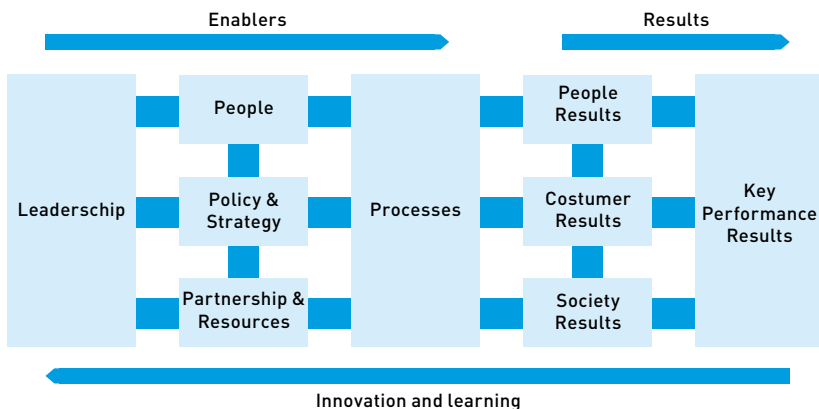 Enablers
Results
Leaderschip
People
Policy &
Strategy
Partnership &
Resources
Processes
People
Results
Costumer
Results
Society
Results
Key
Performance
Results
Innovation and learning